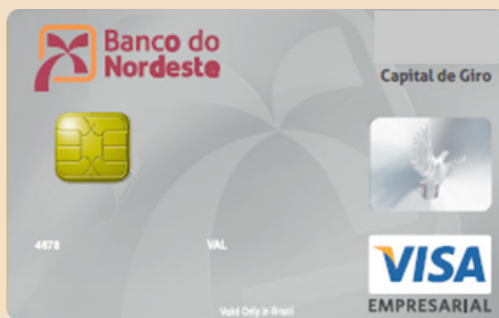 Banco do
Nordeste
Capital de Giro
4678 VAL
Valid Only in Brazil
VISA
EMPRESARIAL